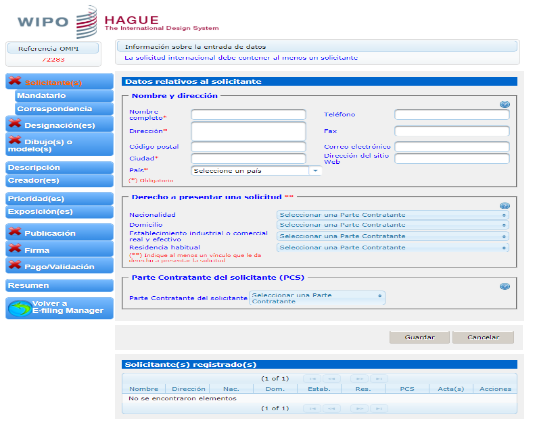 WIPO
HAGUE
The International Design System
Referencia OMPI
72283
Información sobre la entrada de datos
La solicitud internacional debe contener al menos un solicitante
Solicitante(s)
Mandatario
Correspondencia
Designación(es)
Dibujo(s) o
modelo(s)
Descripción
Creador(es)
Prioridad(es)
Exposición(es)
Publicación
Firma
Pago/Validación
Resumen
Volver a
E-filing Manager
Datos relativos al solicitante
Nombre y dirección
Nombre
completo*
Teléfono
Dirección*
Fax
Código postal
Correo electrónico
Ciudad*
Dirección del sitio
Web
País*
Seleccione un país
(*) Obligatorio
Derecho a presentar una solicitud **
Nacionalidad
Seleccionar una Parte Contratante
Domicilio
Seleccionar una Parte Contratante
Establecimiento industrial o comercial
real y efectivo
Seleccionar una Parte Contratante
Residencia habitual
Seleccionar una Parte Contratante
(**) Indique al menos un vínculo que le da
derecho a presentar la solicitud
Parte Contratante del solicitante (PCS)
Parte Contratante del solicitante
Seleccionar una Parte
Contratante
Guardar
Cancelar
Solicitante(s) registrado(s)
(1 of 1)
Nombre Dirección Nac. Dom. Estab. Res. PCS Acta(s) Acciones
No se encontraron elementos
(1 of 1)